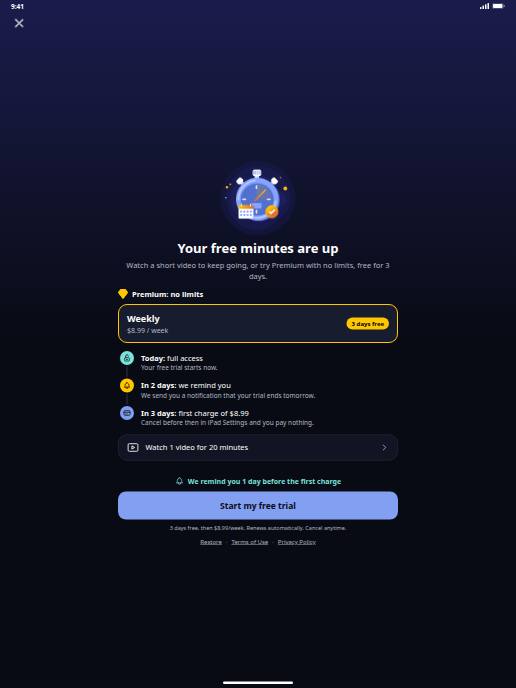 9:41
Your free minutes are up
Watch a short video to keep going, or try Premium with no limits, free for 3
days.
Premium: no limits
Weekly
$8.99 / week
3 days free
Today: full access
Your free trial starts now.
In 2 days: we remind you
We send you a notification that your trial ends tomorrow.
In 3 days: first charge of $8.99
Cancel before then in iPad Settings and you pay nothing.
Watch 1 video for 20 minutes
We remind you 1 day before the first charge
Start my free trial
3 days free, then $8.99/week. Renews automatically. Cancel anytime.
Restore · Terms of Use · Privacy Policy